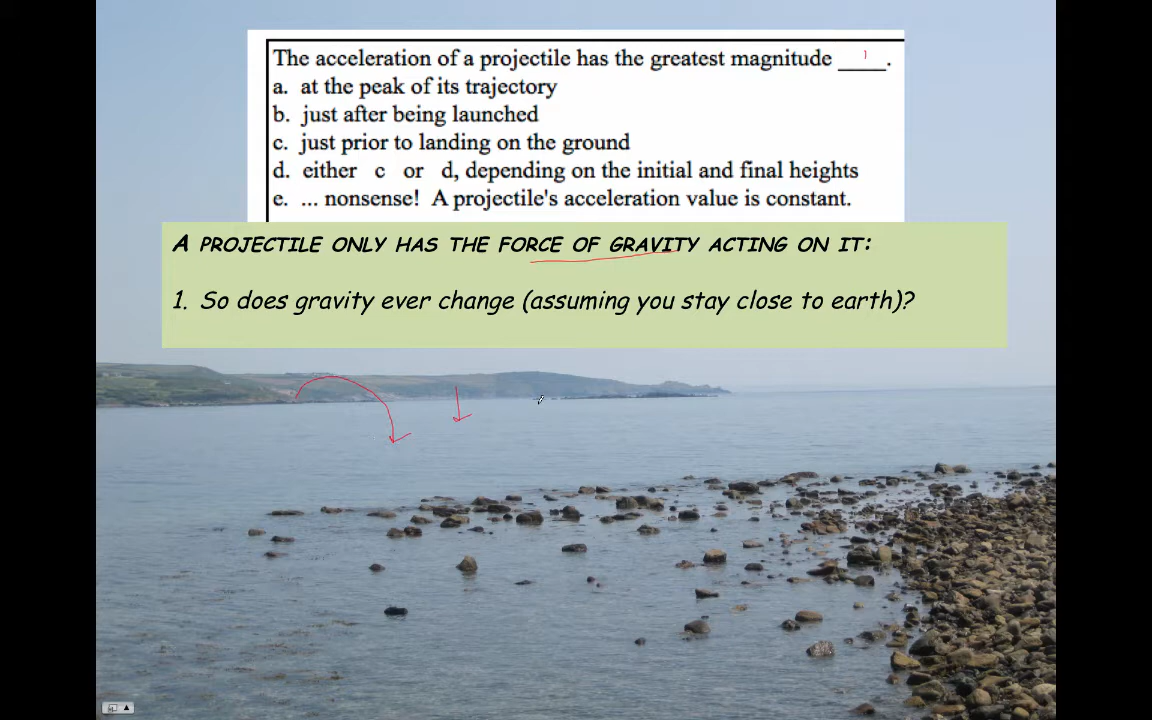 The acceleration of a projectile has the greatest magnitude ____.
a. at the peak of its trajectory
b. just after being launched
c. just prior to landing on the ground
d. either c or d, depending on the initial and final heights
e. ... nonsense! A projectile's acceleration value is constant.
A PROJECTILE ONLY HAS THE FORCE OF GRAVITY ACTING ON IT:
1. So does gravity ever change (assuming you stay close to earth)?